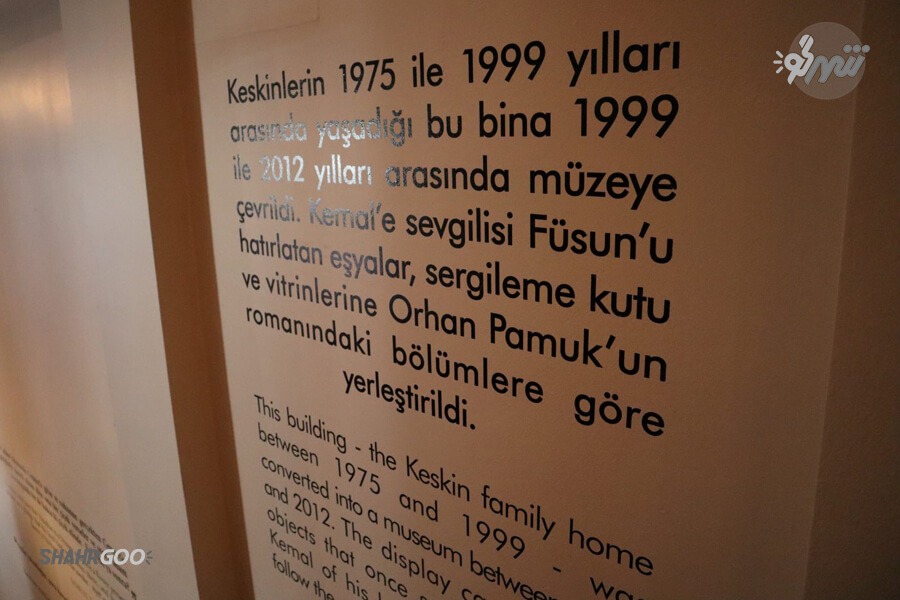 شهرگو
Keskinlerin 1975 ile 1999 yılları
arasında yaşadığı bu bina 1999
ile 2012 yılları arasında müzeye
çevrildi. Kemal'e sevgilisi Füsun'u
hatırlatan eşyalar, sergileme kutu
ve vitrinlerine Orhan Pamuk'un
romanındaki bölümlere göre
yerleştirildi.
This building - the Keskin family home
between 1975 and 1999 - was
converted into a museum between
and 2012. The display
objects that once
Kemal of his
follow the
SHAHRGOO